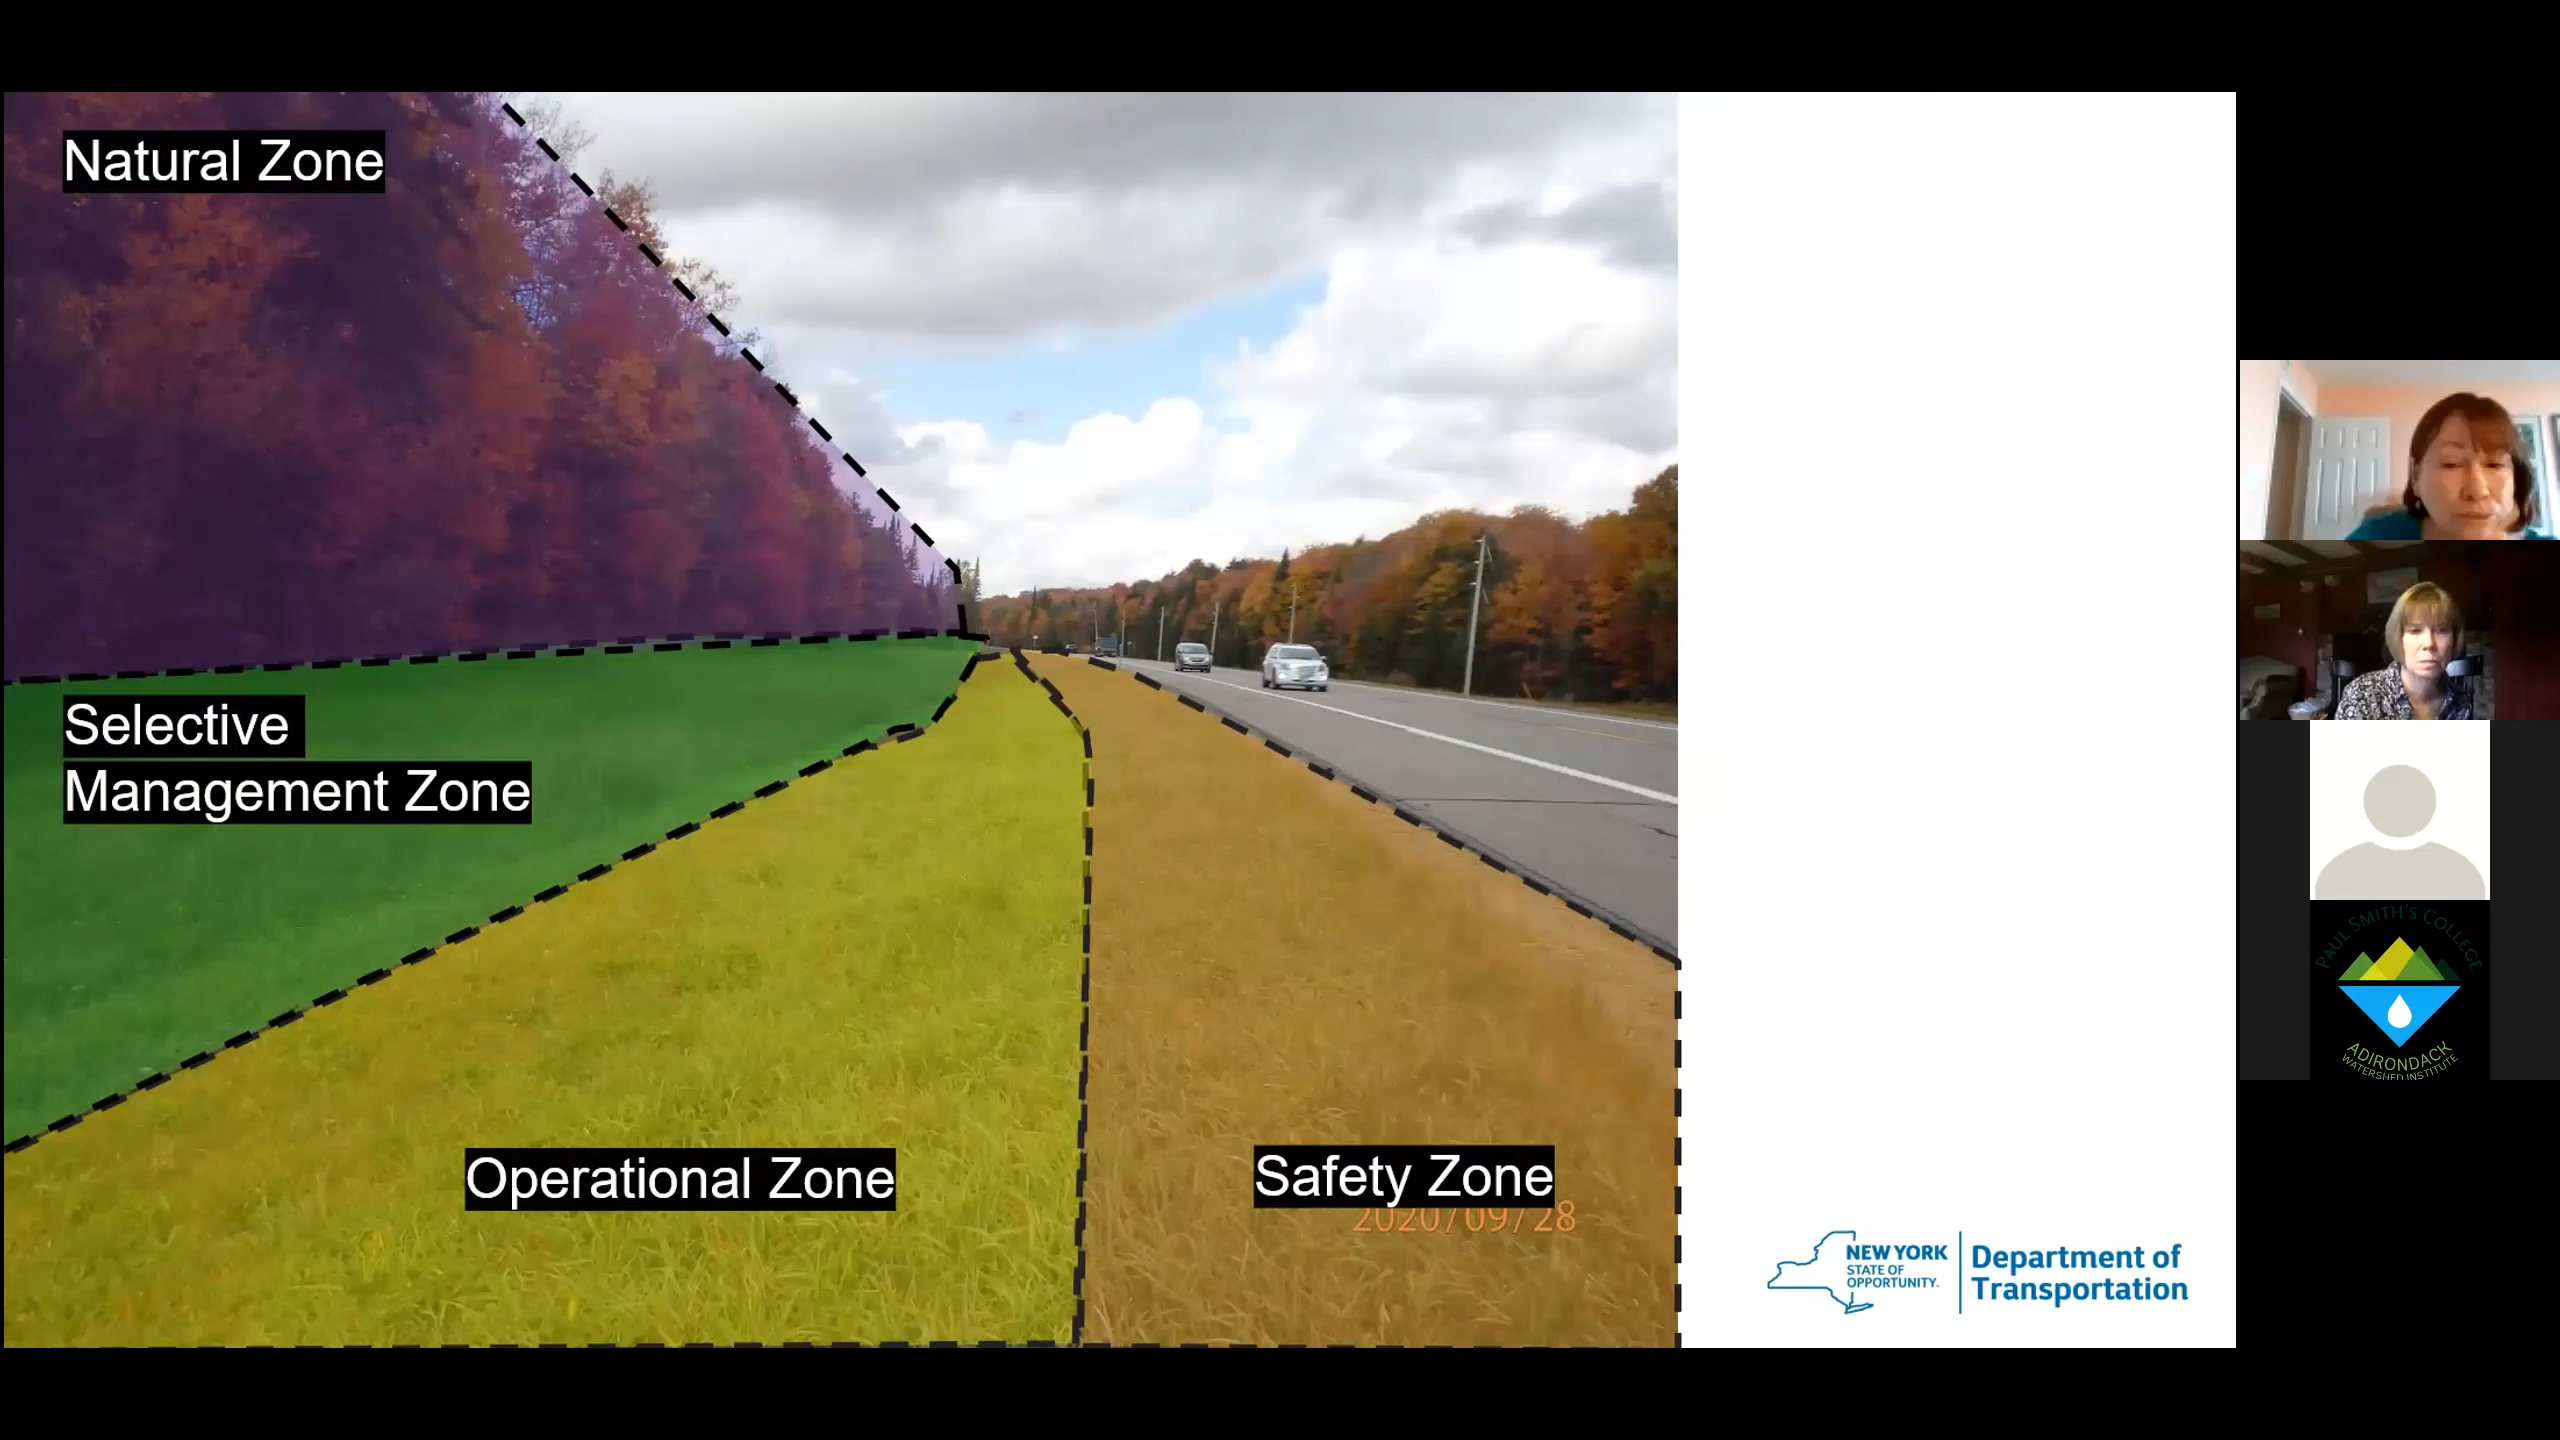 Natural Zone
Selective
Management Zone
Operational Zone
Safety Zone
2020/09/28
NEW YORK
STATE OF
OPPORTUNITY.
Department of
Transportation
PAUL SMITH'S COLLEGE
ADIRONDACK
WATERSHED INSTITUTE